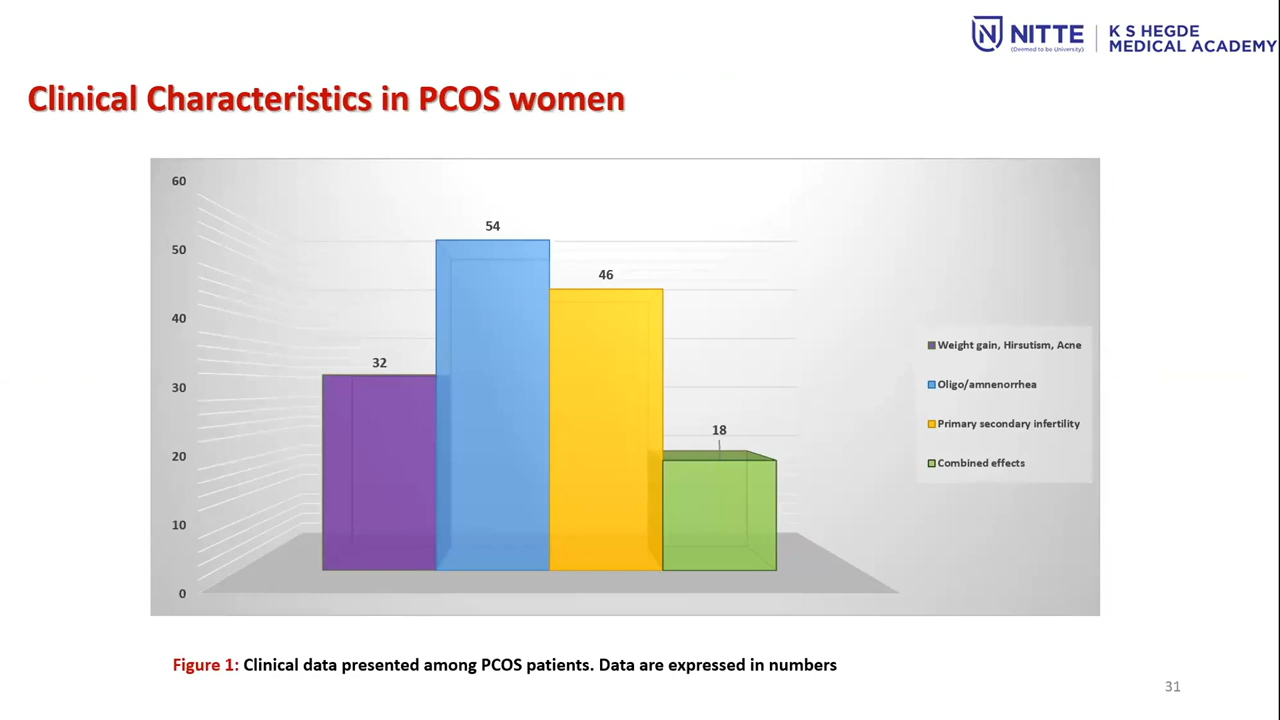 NITTE
(Deemed to be University)
K S HEGDE
MEDICAL ACADEMY
Clinical Characteristics in PCOS women
60
50
40
30
20
10
0
32
54
46
18
Weight gain, Hirsutism, Acne
Oligo/amnenorrhea
Primary secondary infertility
Combined effects
Figure 1: Clinical data presented among PCOS patients. Data are expressed in numbers
31